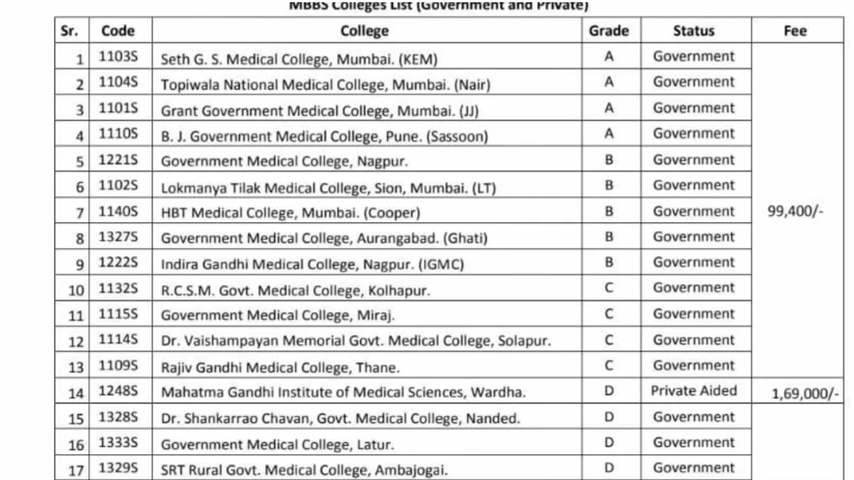 MBBS Colleges List (Government and Private)
Sr. Code College Grade Status Fee
1 1103S Seth G. S. Medical College, Mumbai. (KEM) A Government
2 1104S Topiwala National Medical College, Mumbai. (Nair) A Government
3 1101S Grant Government Medical College, Mumbai. (JJ) A Government
4 1110S B. J. Government Medical College, Pune. (Sassoon) A Government
5 1221S Government Medical College, Nagpur. B Government
6 1102S Lokmanya Tilak Medical College, Sion, Mumbai. (LT) B Government
7 1140S HBT Medical College, Mumbai. (Cooper) B Government 99,400/-
8 1327S Government Medical College, Aurangabad. (Ghati) B Government
9 1222S Indira Gandhi Medical College, Nagpur. (IGMC) B Government
10 1132S R.C.S.M. Govt. Medical College, Kolhapur. C Government
11 1115S Government Medical College, Miraj. C Government
12 1114S Dr. Vaishampayan Memorial Govt. Medical College, Solapur. C Government
13 1109S Rajiv Gandhi Medical College, Thane. C Government
14 1248S Mahatma Gandhi Institute of Medical Sciences, Wardha. D Private Aided 1,69,000/-
15 1328S Dr. Shankarrao Chavan, Govt. Medical College, Nanded. D Government
16 1333S Government Medical College, Latur. D Government
17 1329S SRT Rural Govt. Medical College, Ambajogai. D Government